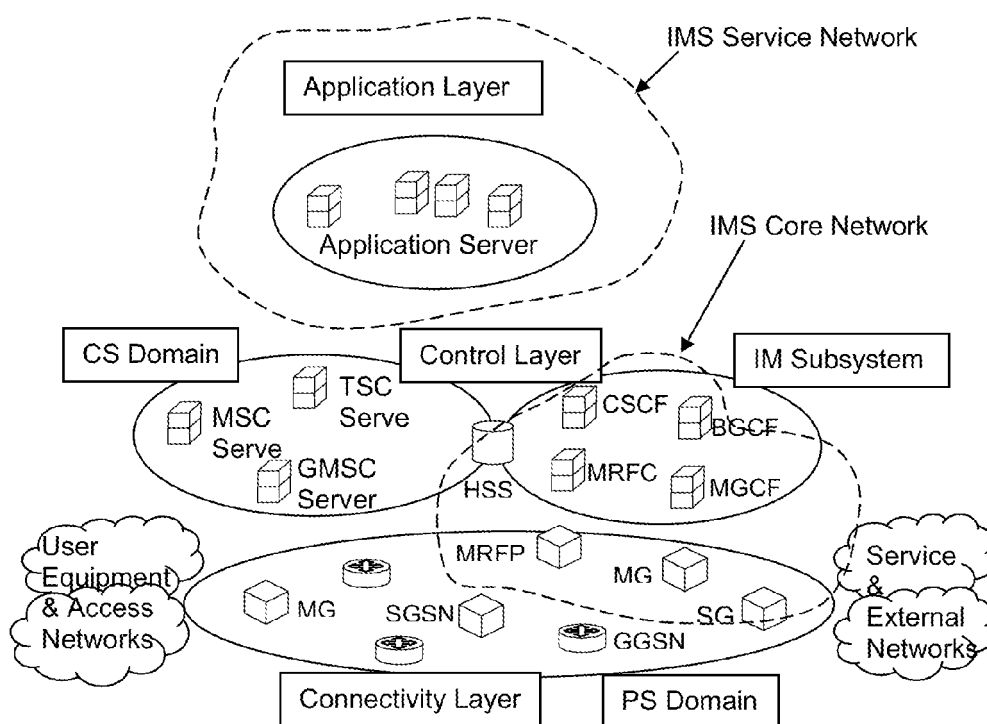 IMS Service Network
Application Layer
Application Server
IMS Core Network
CS Domain
Control Layer
IM Subsystem
TSC
Serve
MSC
Serve
GMSC
Server
HSS
CSCF
BGCF
MRFC
MGCF
User
Equipment
& Access
Networks
MRFP
MG
MG
SGSN
SG
GGSN
Service
&
External
Networks
Connectivity Layer
PS Domain